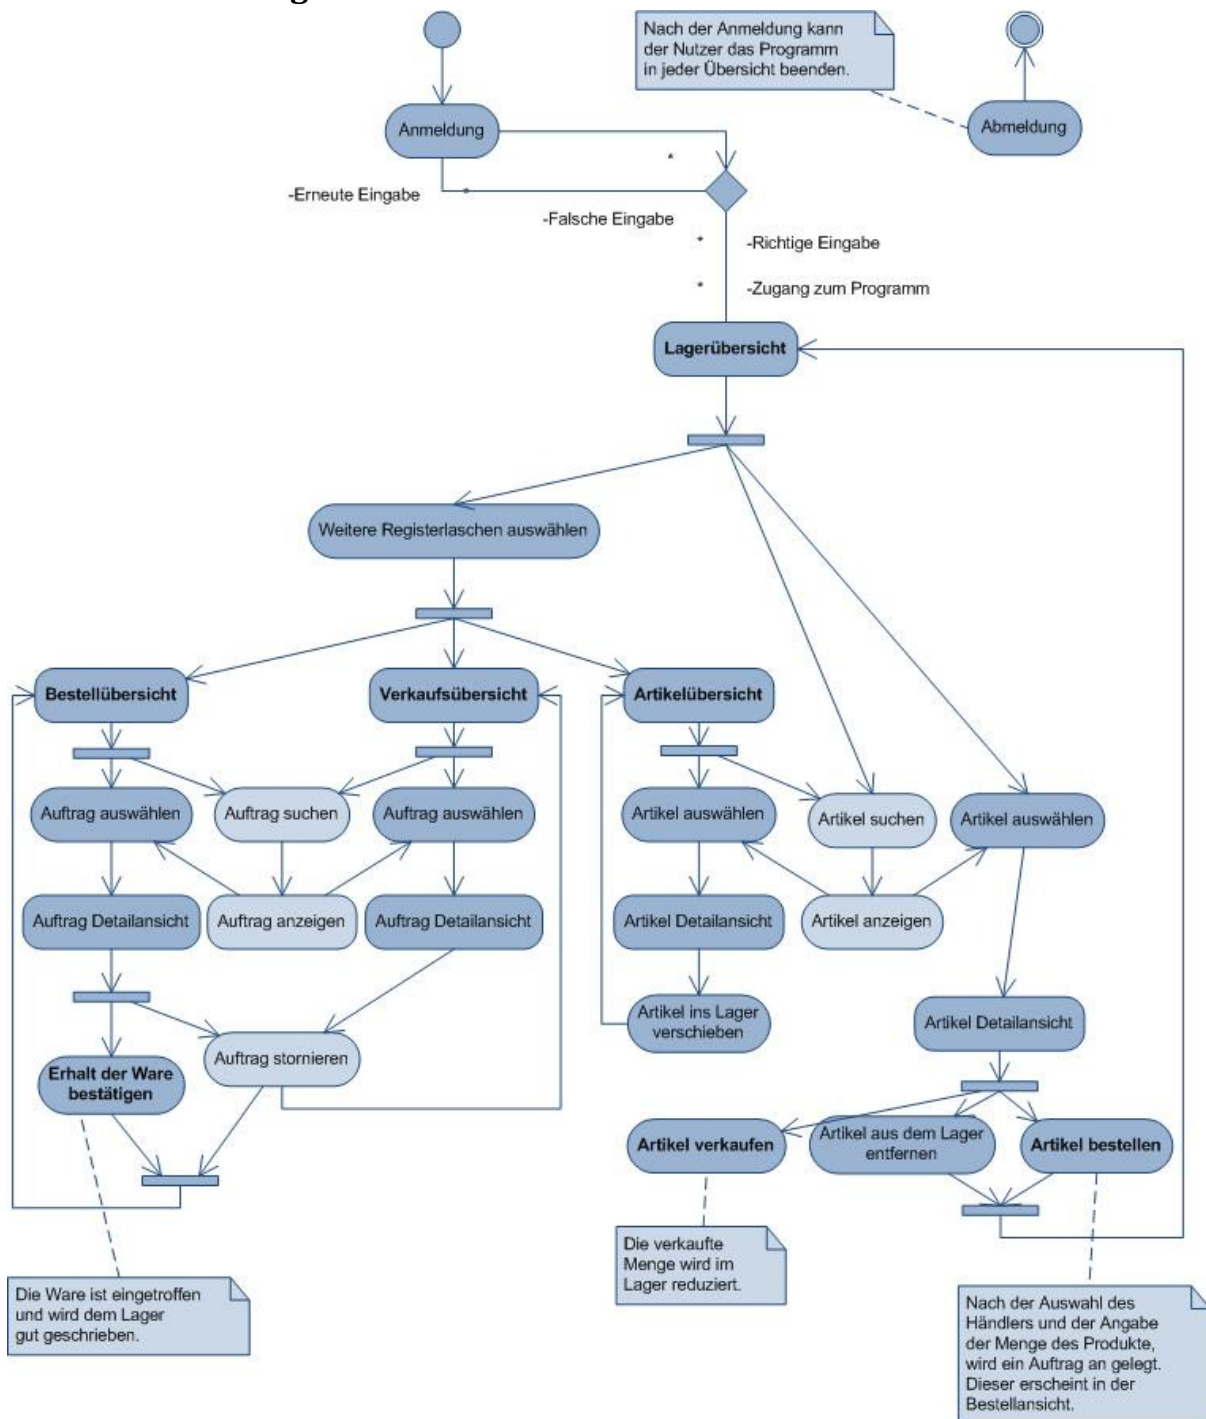 Nach der Anmeldung kann
der Nutzer das Programm
in jeder Übersicht beenden.
Anmeldung
Abmeldung
*
-Erneute Eingabe
*
-Falsche Eingabe
*
-Richtige Eingabe
*
-Zugang zum Programm
Lagerübersicht
Weitere Registerlaschen auswählen
Bestellübersicht
Verkaufsübersicht
Artikelübersicht
Auftrag auswählen
Auftrag suchen
Auftrag auswählen
Artikel auswählen
Artikel suchen
Artikel auswählen
Auftrag Detailansicht
Auftrag anzeigen
Auftrag Detailansicht
Artikel Detailansicht
Artikel anzeigen
Artikel ins Lager
verschieben
Artikel Detailansicht
Auftrag stornieren
Erhalt der Ware
bestätigen
Artikel verkaufen
Artikel aus dem Lager
entfernen
Artikel bestellen
Die verkaufte
Menge wird im
Lager reduziert.
Die Ware ist eingetroffen
und wird dem Lager
gut geschrieben.
Nach der Auswahl des
Händlers und der Angabe
der Menge des Produkte,
wird ein Auftrag an gelegt.
Dieser erscheint in der
Bestellansicht.